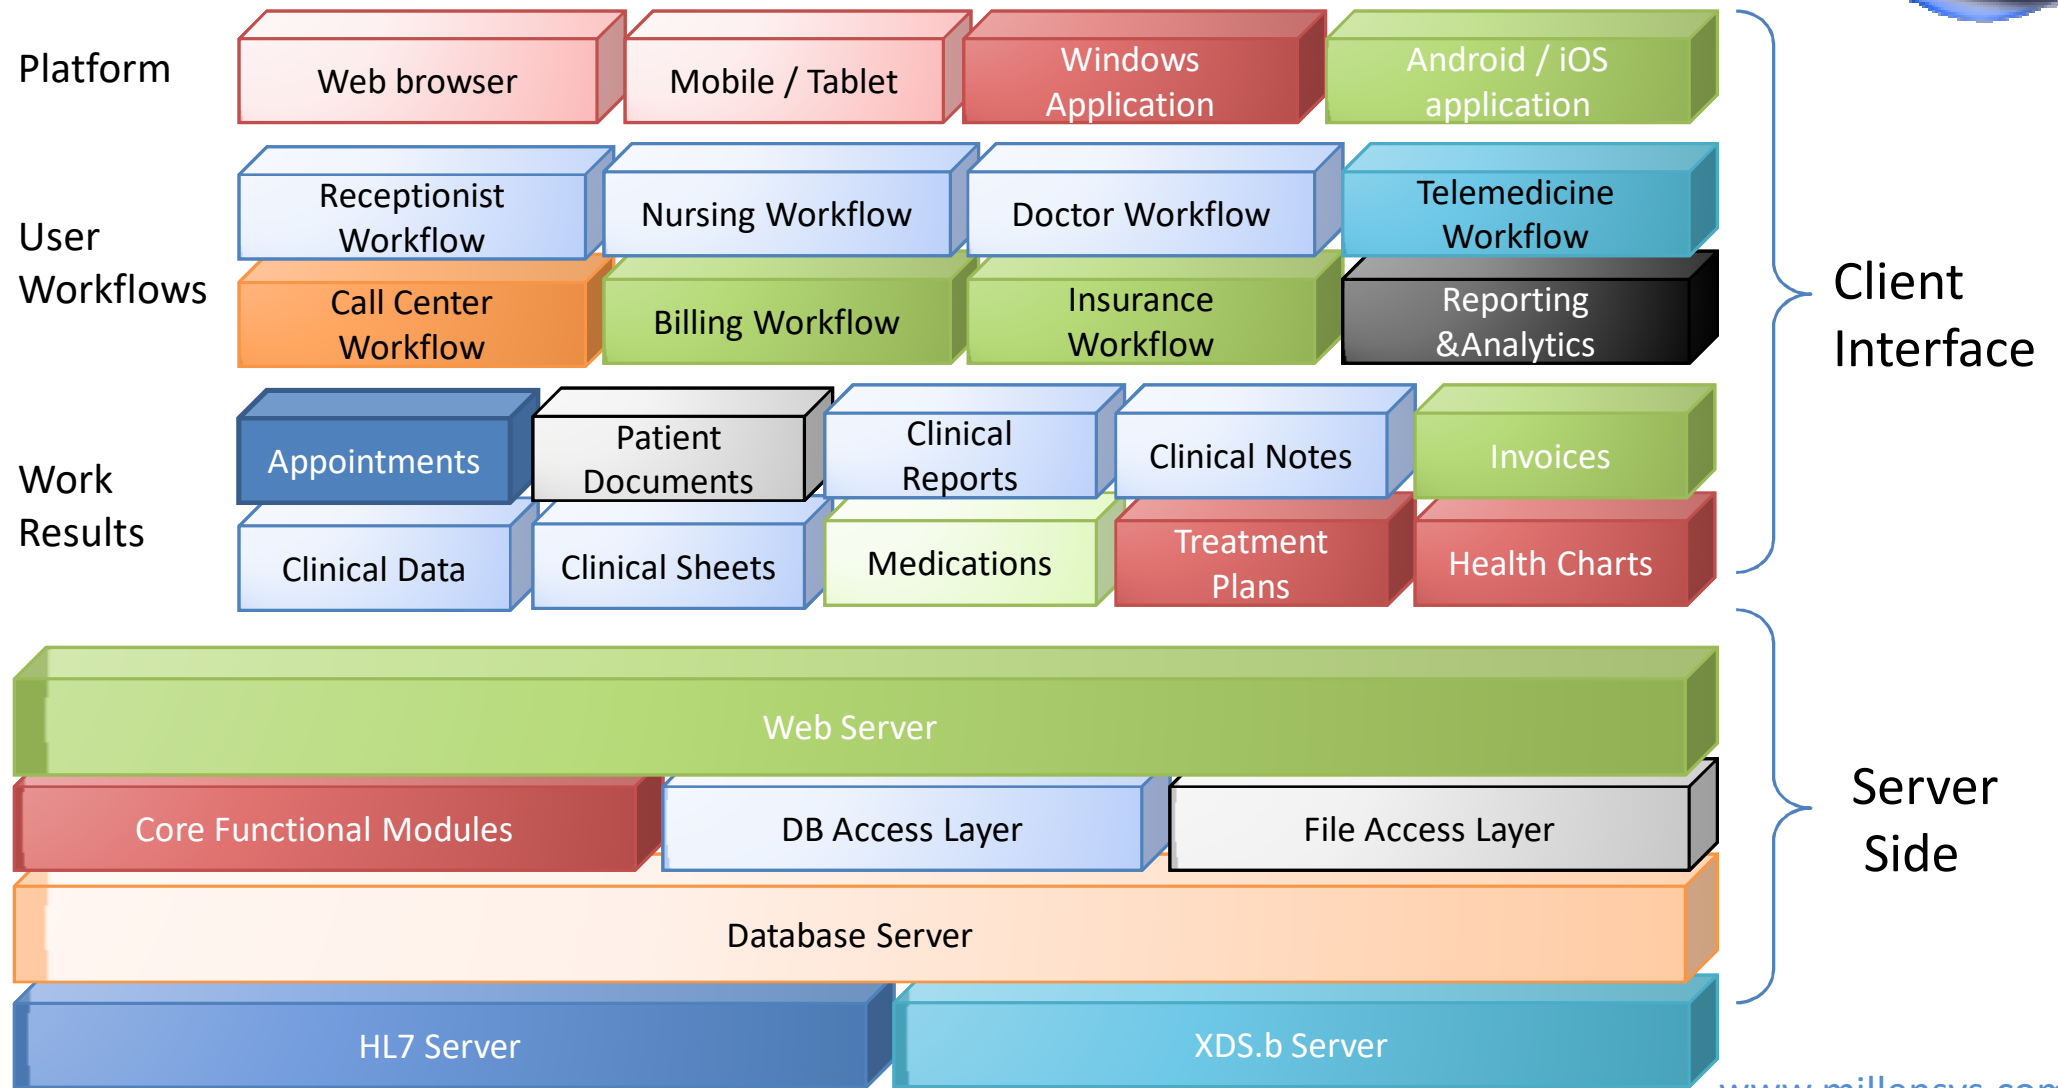 Platform
Web browser
Mobile / Tablet
Windows
Application
Android / iOS
application
User
Workflows
Receptionist
Workflow
Nursing Workflow
Doctor Workflow
Telemedicine
Workflow
Call Center
Workflow
Billing Workflow
Insurance
Workflow
Reporting
&Analytics
Client
Interface
Work
Results
Appointments
Patient
Documents
Clinical
Reports
Clinical Notes
Invoices
Clinical Data
Clinical Sheets
Medications
Treatment
Plans
Health Charts
Web Server
Core Functional Modules
DB Access Layer
File Access Layer
Database Server
HL7 Server
XDS.b Server
Server
Side
www.millensys.com